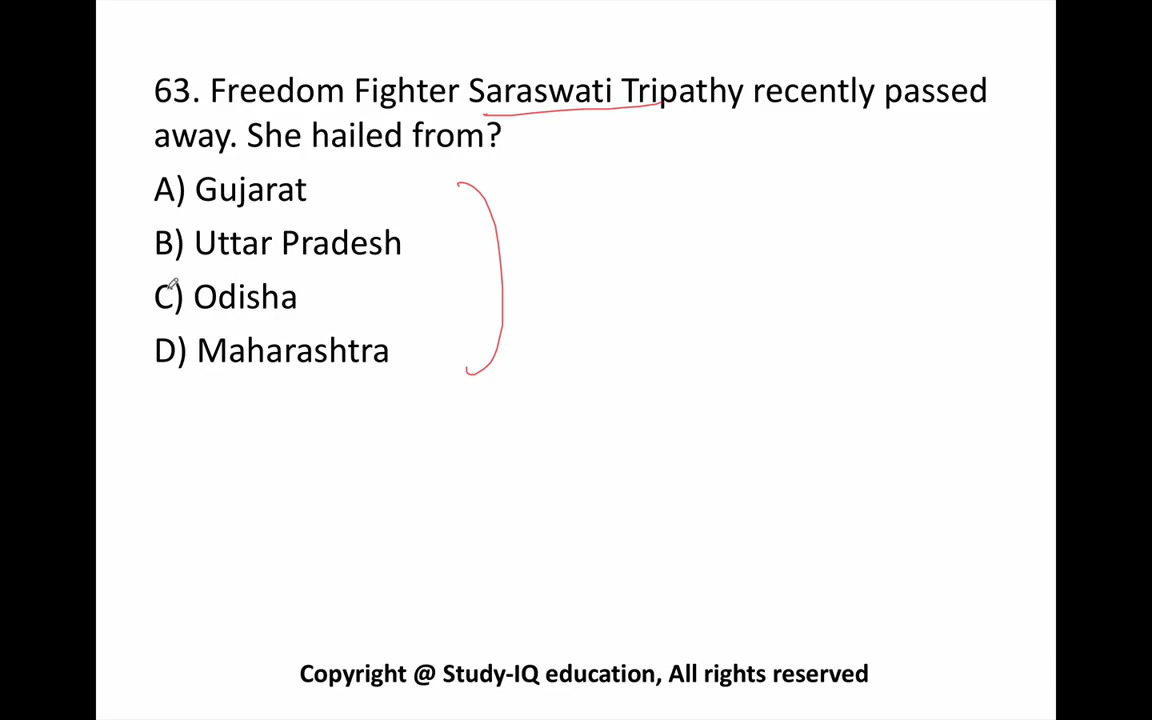 63. Freedom Fighter Saraswati Tripathy recently passed
away. She hailed from?
A) Gujarat
B) Uttar Pradesh
C) Odisha
D) Maharashtra
Copyright @ Study-IQ education, All rights reserved